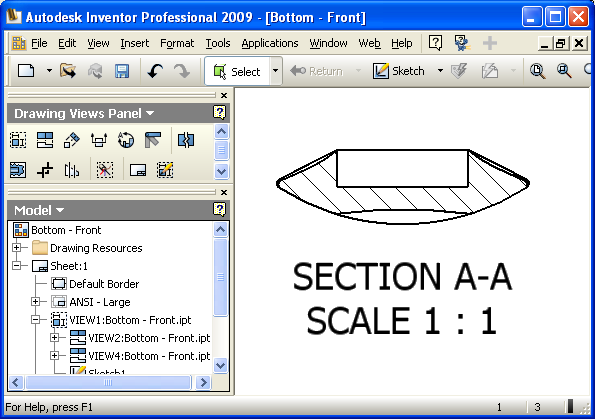 Autodesk Inventor Professional 2009 - [Bottom - Front]
File Edit View Insert Format Tools Applications Window Web Help
Select Return Sketch
Drawing Views Panel
Model
Bottom - Front
Drawing Resources
Sheet:1
Default Border
ANSI - Large
VIEW1:Bottom - Front.ipt
VIEW2:Bottom - Front.ipt
VIEW4:Bottom - Front.ipt
Sketch1
SECTION A-A
SCALE 1 : 1
For Help, press F1 1 3